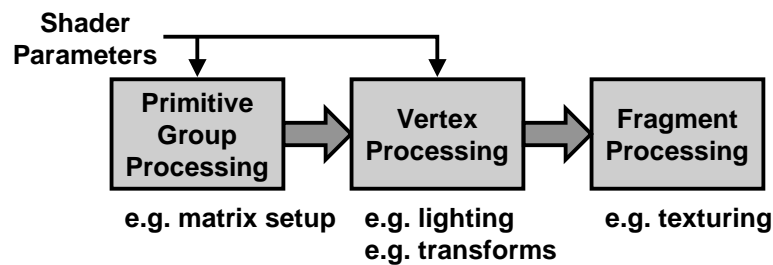 Shader
Parameters
Primitive
Group
Processing
Vertex
Processing
Fragment
Processing
e.g. matrix setup
e.g. lighting
e.g. transforms
e.g. texturing